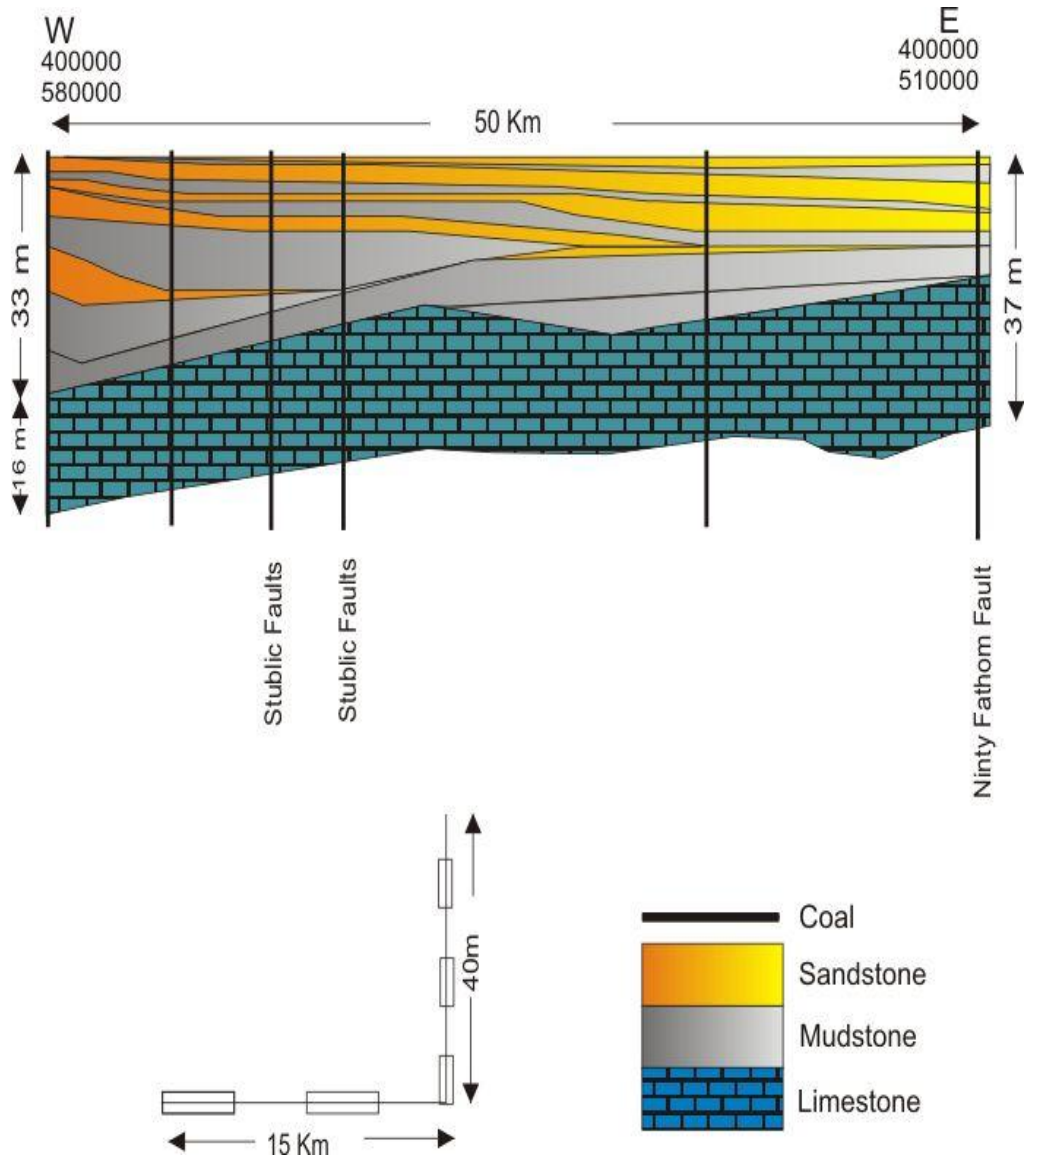 W
400000
580000
E
400000
510000
50 Km
33 m
16 m
37 m
Stublic Faults
Stublic Faults
Ninty Fathom Fault
40m
15 Km
Coal
Sandstone
Mudstone
Limestone